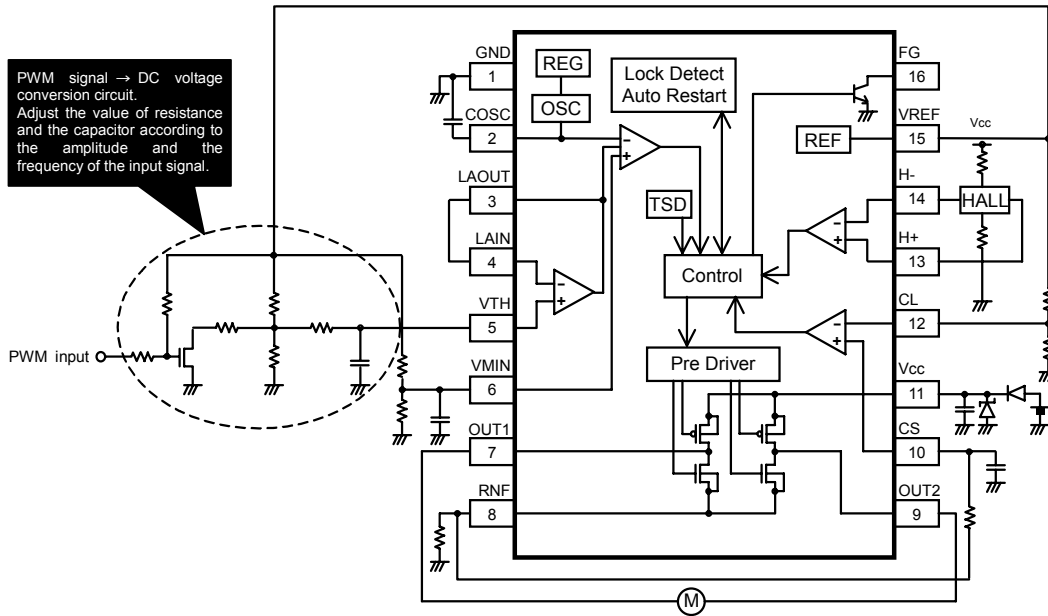 PWM signal → DC voltage
conversion circuit.
Adjust the value of resistance
and the capacitor according to
the amplitude and the
frequency of the input signal.
PWM input
GND
1
COSC
2
LAOUT
3
LAIN
4
VTH
5
VMIN
6
OUT1
7
RNF
8
REG
OSC
Lock Detect
Auto Restart
TSD
Control
Pre Driver
REF
−
+
−
+
−
+
−
+
FG
16
VREF
15
Vcc
H-
14
HALL
H+
13
CL
12
Vcc
11
CS
10
OUT2
9
M